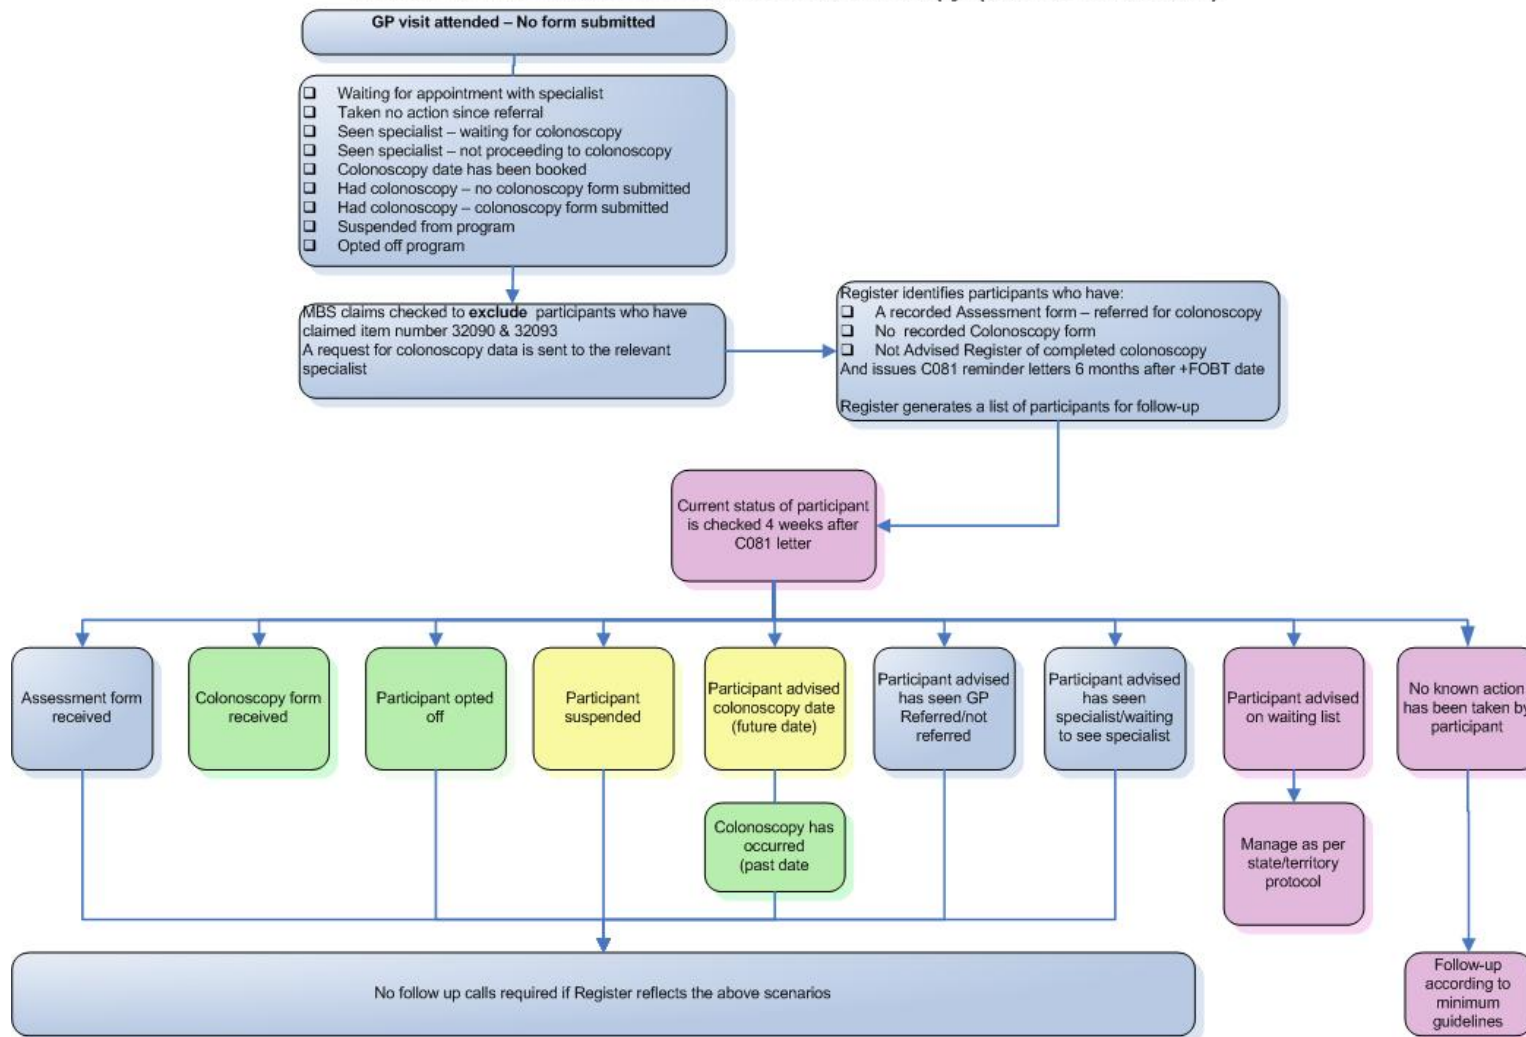 GP visit attended – No form submitted
❑ Waiting for appointment with specialist
❑ Taken no action since referral
❑ Seen specialist – waiting for colonoscopy
❑ Seen specialist – not proceeding to colonoscopy
❑ Colonoscopy date has been booked
❑ Had colonoscopy – no colonoscopy form submitted
❑ Had colonoscopy – colonoscopy form submitted
❑ Suspended from program
❑ Opted off program
MBS claims checked to exclude participants who have
claimed item number 32090 & 32093
A request for colonoscopy data is sent to the relevant
specialist
Register identifies participants who have:
❑ A recorded Assessment form – referred for colonoscopy
❑ No recorded Colonoscopy form
❑ Not Advised Register of completed colonoscopy
And issues C081 reminder letters 6 months after +FOBT date
Register generates a list of participants for follow-up
Current status of participant
is checked 4 weeks after
C081 letter
Assessment form
received
Colonoscopy form
received
Participant opted
off
Participant
suspended
Participant advised
colonoscopy date
(future date)
Participant advised
has seen GP
Referred/not
referred
Participant advised
has seen
specialist/waiting
to see specialist
Participant advised
on waiting list
No known action
has been taken by
participant
Colonoscopy has
occurred
(past date
Manage as per
state/territory
protocol
No follow up calls required if Register reflects the above scenarios
Follow-up
according to
minimum
guidelines